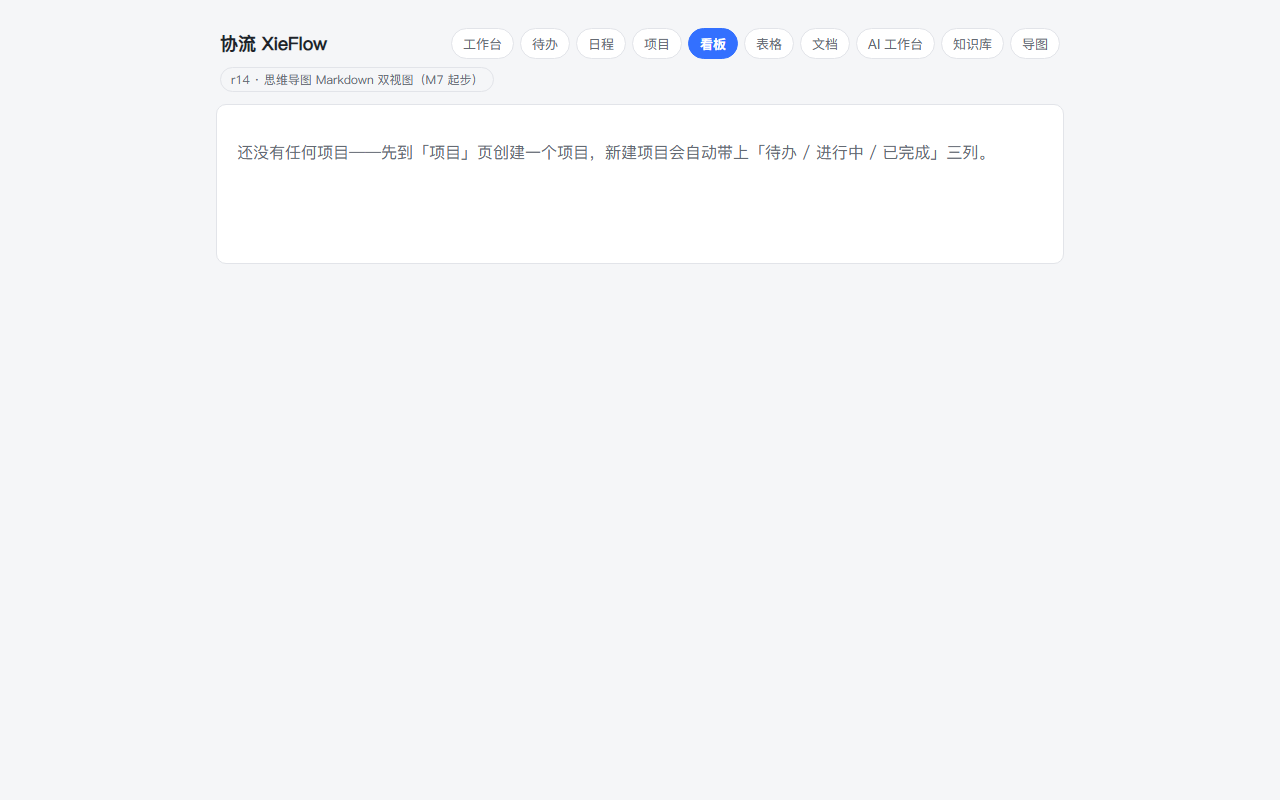 协流 XieFlow
工作台
待办
日程
项目
看板
表格
文档
AI 工作台
知识库
导图
r14 · 思维导图 Markdown 双视图（M7 起步）
还没有任何项目——先到「项目」页创建一个项目，新建项目会自动带上「待办 / 进行中 / 已完成」三列。